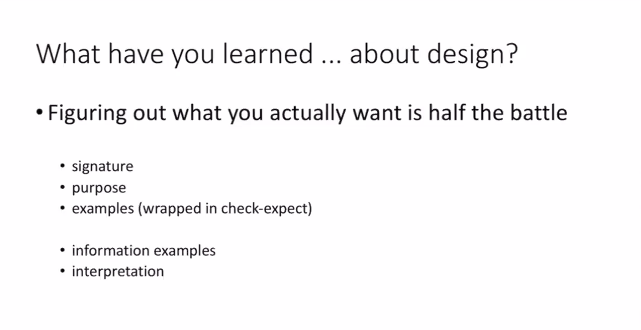 What have you learned ... about design?
• Figuring out what you actually want is half the battle
• signature
• purpose
• examples (wrapped in check-expect)
• information examples
• interpretation